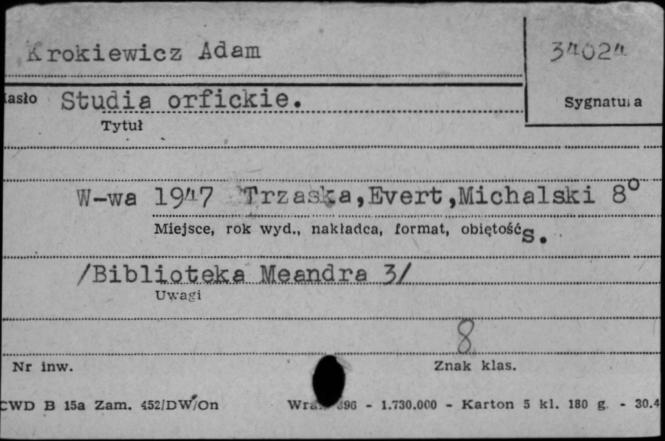 Krokiewicz Adam
34024
asło Studia orfickie.
Sygnatura
Tytuł
W-wa 1947 Trzaska,Evert,Michalski 8°
Miejsce, rok wyd., nakładca, format, objętość s.
/Biblioteka Meandra 3/
Uwagi
8
Nr inw.
Znak klas.
CWD B 15a Zam. 452/DW/On 396 - 1.730.000 - Karton 5 kl. 180 g. - 30.4